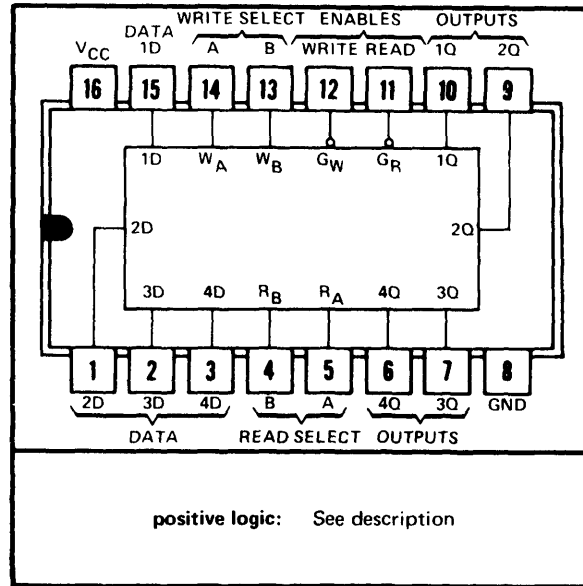 WRITE SELECT ENABLES OUTPUTS
DATA
VCC 1D A B WRITE READ 1Q 2Q
16 15 14 13 12 11 10 9
1D WA WB GW GR 1Q
2D 2Q
3D 4D RB RA 4Q 3Q
1 2 3 4 5 6 7 8
2D 3D 4D B A 4Q 3Q GND
DATA READ SELECT OUTPUTS
positive logic: See description